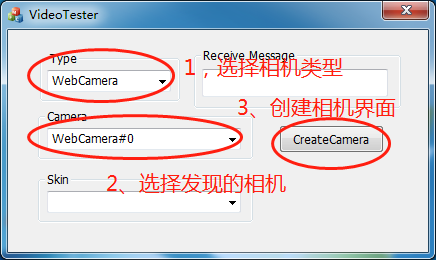 VideoTester
Type
Receive Message
WebCamera
1，选择相机类型
3、创建相机界面
Camera
WebCamera#0
CreateCamera
2、选择发现的相机
Skin